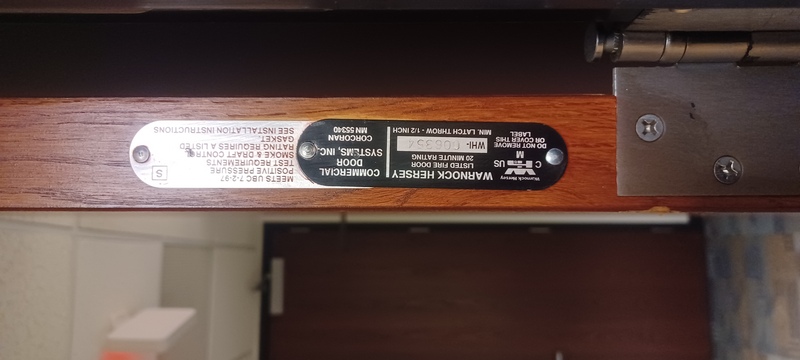 Warnock Hersey
C US
M
DO NOT REMOVE
OR COVER THIS
LABEL
WARNOCK HERSEY
LISTED FIRE DOOR
20 MINUTE RATING
WHI-
MIN. LATCH THROW - 1/2 INCH
COMMERCIAL
DOOR
SYSTEMS, INC.
CORCORAN
MN 55340
MEETS UBC 7-2-97
POSITIVE PRESSURE
TEST REQUIREMENTS
SMOKE & DRAFT CONTROL
RATING REQUIRES A LISTED
GASKET.
SEE INSTALLATION INSTRUCTIONS
S